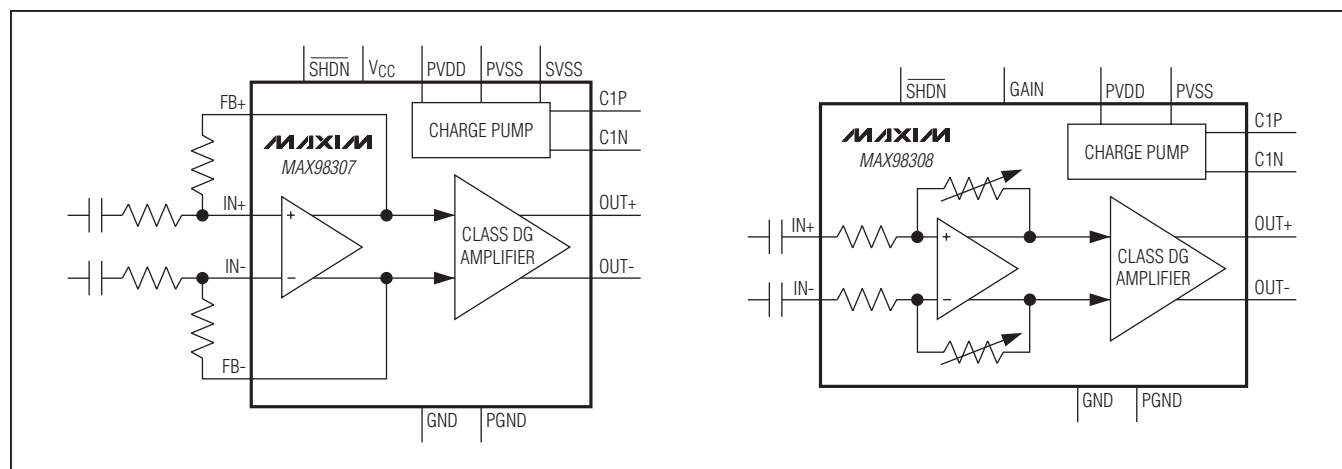 SHDN VCC PVDD PVSS SVSS
FB+
C1P
CHARGE PUMP
MAXIM
MAX98307
C1N
IN+
+
OUT+
CLASS DG
AMPLIFIER
IN-
−
OUT-
FB-
GND PGND
SHDN GAIN PVDD PVSS
C1P
MAXIM
MAX98308
CHARGE PUMP
C1N
IN+
+
OUT+
CLASS DG
AMPLIFIER
IN-
−
OUT-
GND PGND